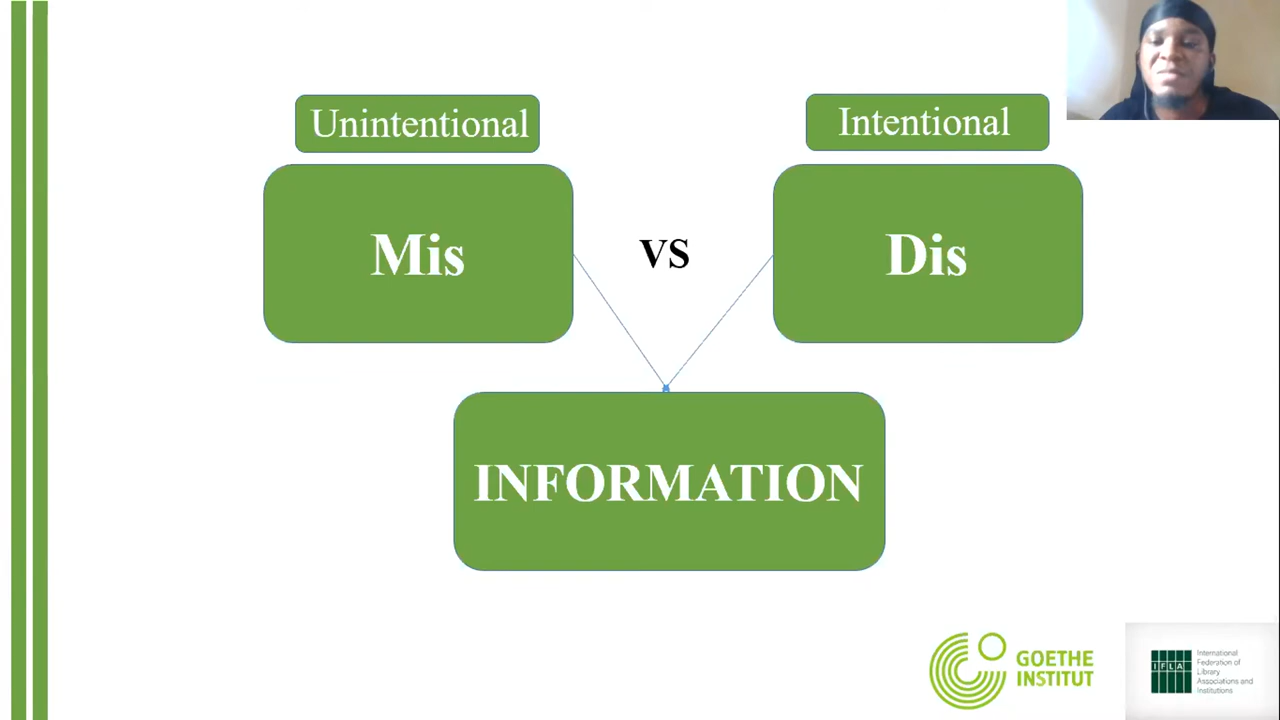 Unintentional
Intentional
Mis
VS
Dis
INFORMATION
GOETHE
INSTITUT
IFLA
International
Federation of
Library
Associations and
Institutions